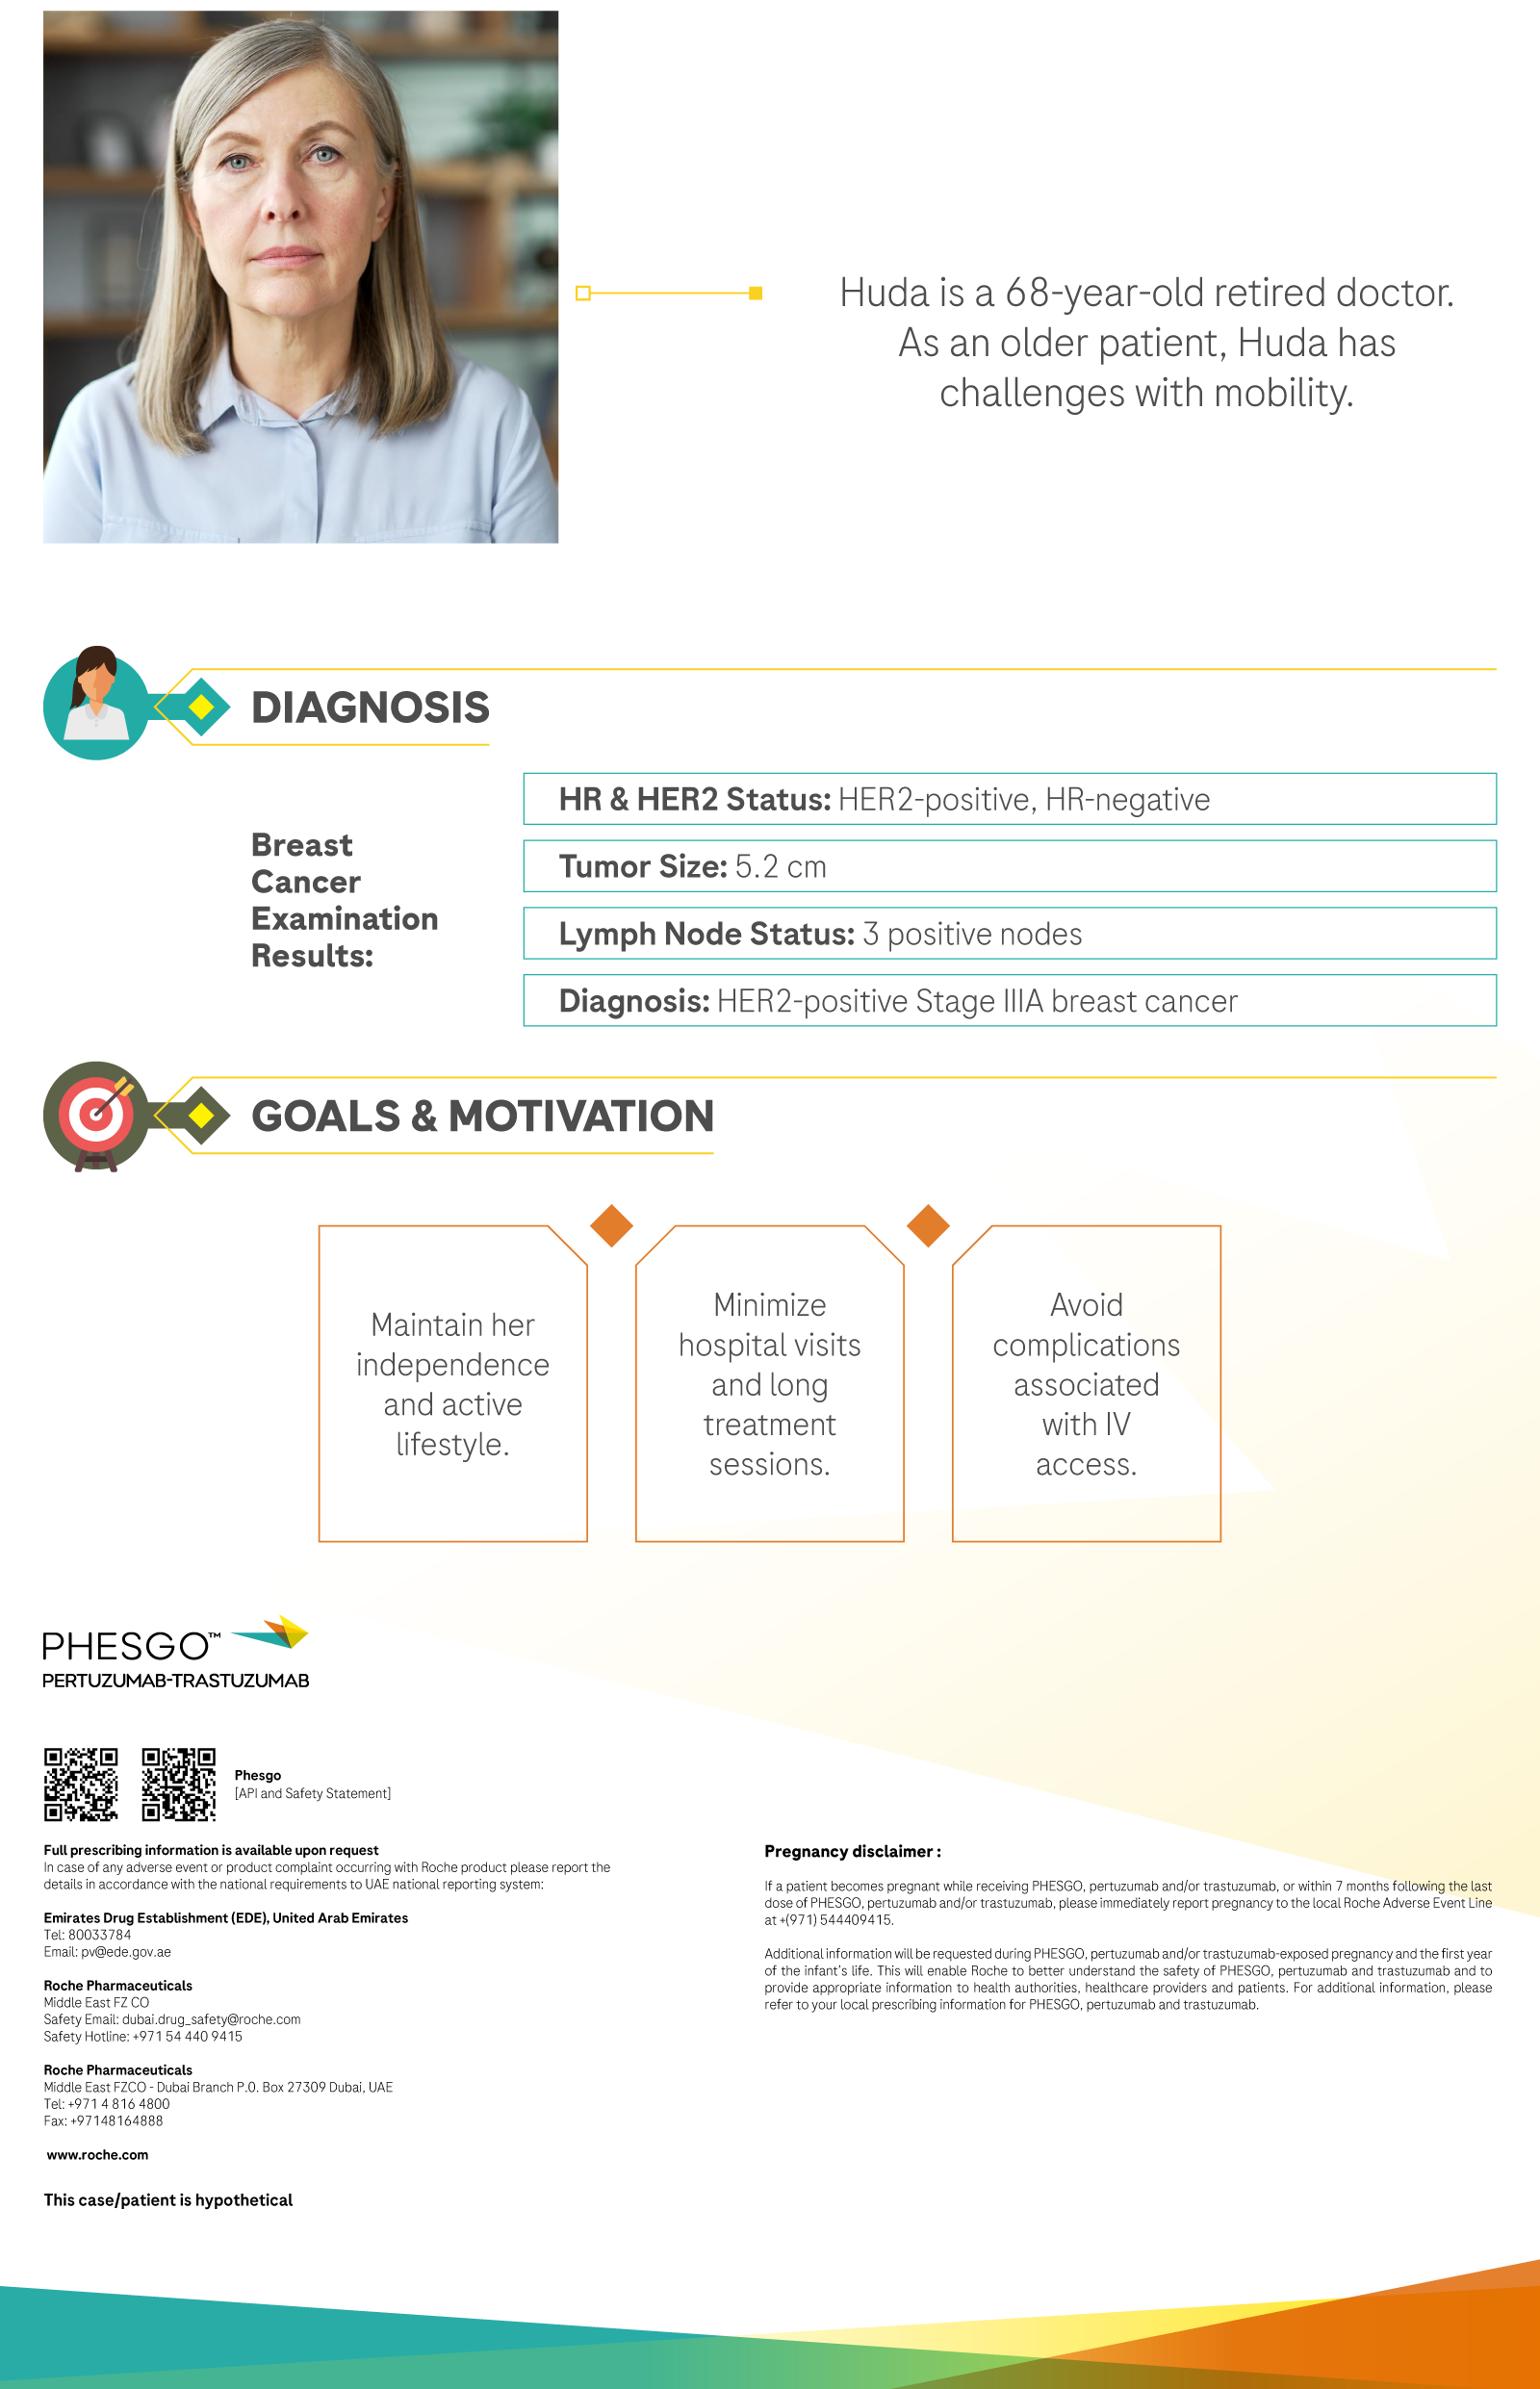 Huda is a 68-year-old retired doctor.
As an older patient, Huda has
challenges with mobility.
DIAGNOSIS
Breast
Cancer
Examination
Results:
HR & HER2 Status: HER2-positive, HR-negative
Tumor Size: 5.2 cm
Lymph Node Status: 3 positive nodes
Diagnosis: HER2-positive Stage IIIA breast cancer
GOALS & MOTIVATION
Maintain her
independence
and active
lifestyle.
Minimize
hospital visits
and long
treatment
sessions.
Avoid
complications
associated
with IV
access.
PHESGO™
PERTUZUMAB-TRASTUZUMAB
Phesgo
[API and Safety Statement]
Full prescribing information is available upon request
In case of any adverse event or product complaint occurring with Roche product please report the
details in accordance with the national requirements to UAE national reporting system:
Emirates Drug Establishment (EDE), United Arab Emirates
Tel: 80033784
Email: pv@ede.gov.ae
Roche Pharmaceuticals
Middle East FZ CO
Safety Email: dubai.drug_safety@roche.com
Safety Hotline: +971 54 440 9415
Roche Pharmaceuticals
Middle East FZCO - Dubai Branch P.O. Box 27309 Dubai, UAE
Tel: +971 4 816 4800
Fax: +97148164888
www.roche.com
This case/patient is hypothetical
Pregnancy disclaimer :
If a patient becomes pregnant while receiving PHESGO, pertuzumab and/or trastuzumab, or within 7 months following the last
dose of PHESGO, pertuzumab and/or trastuzumab, please immediately report pregnancy to the local Roche Adverse Event Line
at +(971) 544409415.
Additional information will be requested during PHESGO, pertuzumab and/or trastuzumab-exposed pregnancy and the first year
of the infant's life. This will enable Roche to better understand the safety of PHESGO, pertuzumab and trastuzumab and to
provide appropriate information to health authorities, healthcare providers and patients. For additional information, please
refer to your local prescribing information for PHESGO, pertuzumab and trastuzumab.